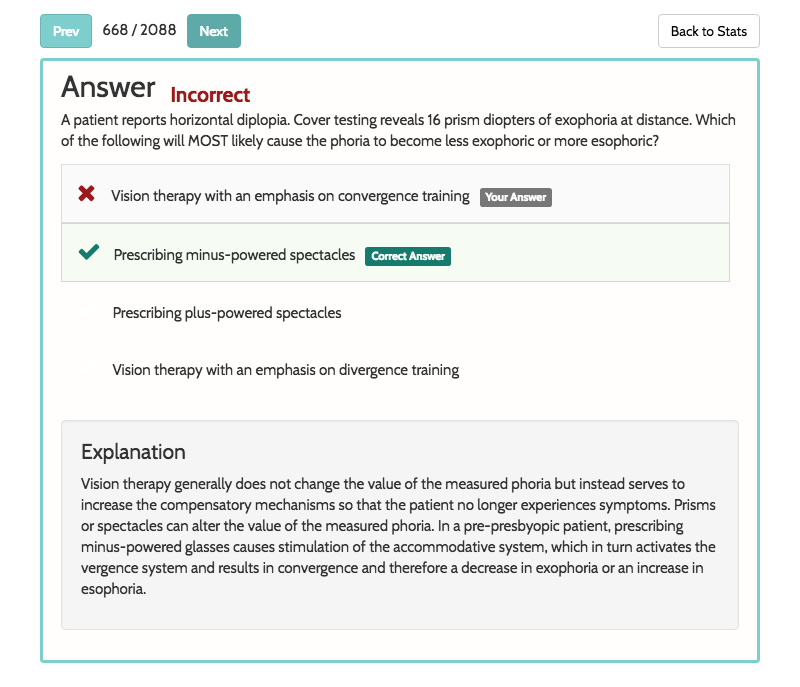 Prev 668 / 2088 Next Back to Stats
Answer Incorrect
A patient reports horizontal diplopia. Cover testing reveals 16 prism diopters of exophoria at distance. Which
of the following will MOST likely cause the phoria to become less exophoric or more esophoric?
Vision therapy with an emphasis on convergence training Your Answer
Prescribing minus-powered spectacles Correct Answer
Prescribing plus-powered spectacles
Vision therapy with an emphasis on divergence training
Explanation
Vision therapy generally does not change the value of the measured phoria but instead serves to
increase the compensatory mechanisms so that the patient no longer experiences symptoms. Prisms
or spectacles can alter the value of the measured phoria. In a pre-presbyopic patient, prescribing
minus-powered glasses causes stimulation of the accommodative system, which in turn activates the
vergence system and results in convergence and therefore a decrease in exophoria or an increase in
esophoria.